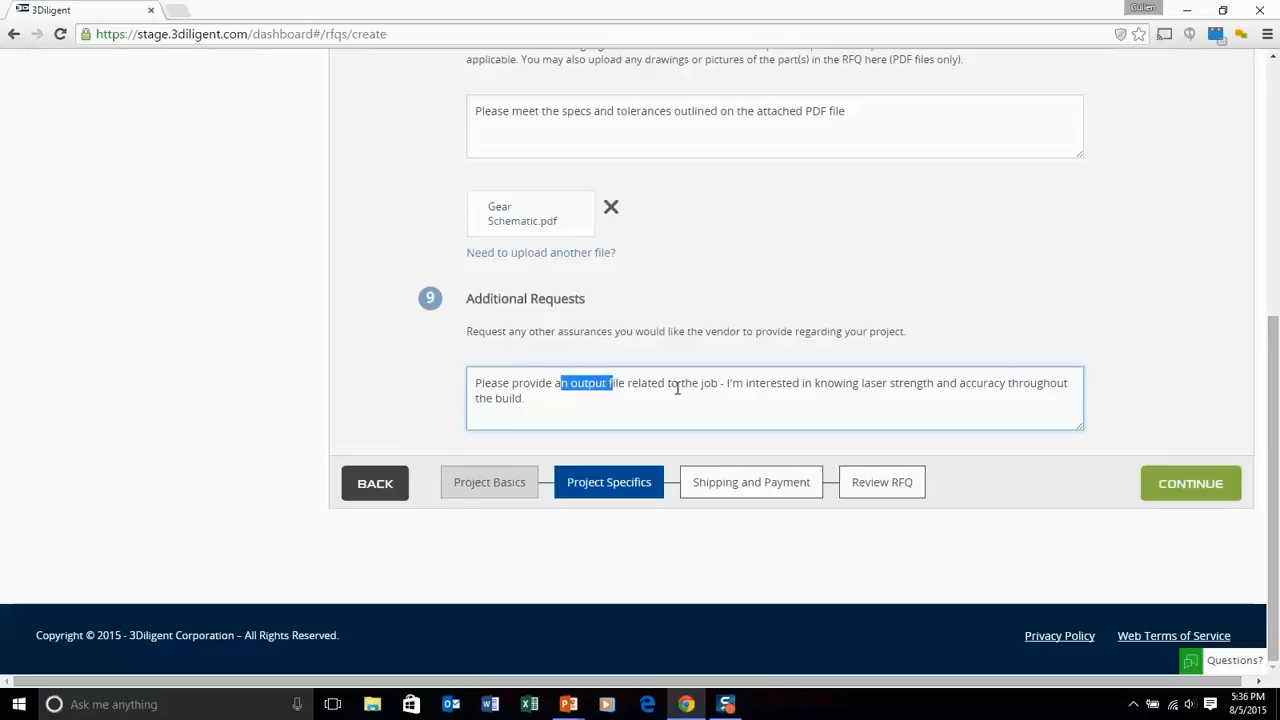 3Diligent
Cullen
https://stage.3diligent.com/dashboard#/rfqs/create
applicable. You may also upload any drawings or pictures of the part(s) in the RFQ here (PDF files only).
Please meet the specs and tolerances outlined on the attached PDF file
Gear
Schematic.pdf
Need to upload another file?
9 Additional Requests
Request any other assurances you would like the vendor to provide regarding your project.
Please provide an output file related to the job - I'm interested in knowing laser strength and accuracy throughout
the build.
BACK Project Basics Project Specifics Shipping and Payment Review RFQ CONTINUE
Copyright © 2015 - 3Diligent Corporation – All Rights Reserved. Privacy Policy Web Terms of Service
Questions?
Ask me anything
5:36 PM
8/5/2015